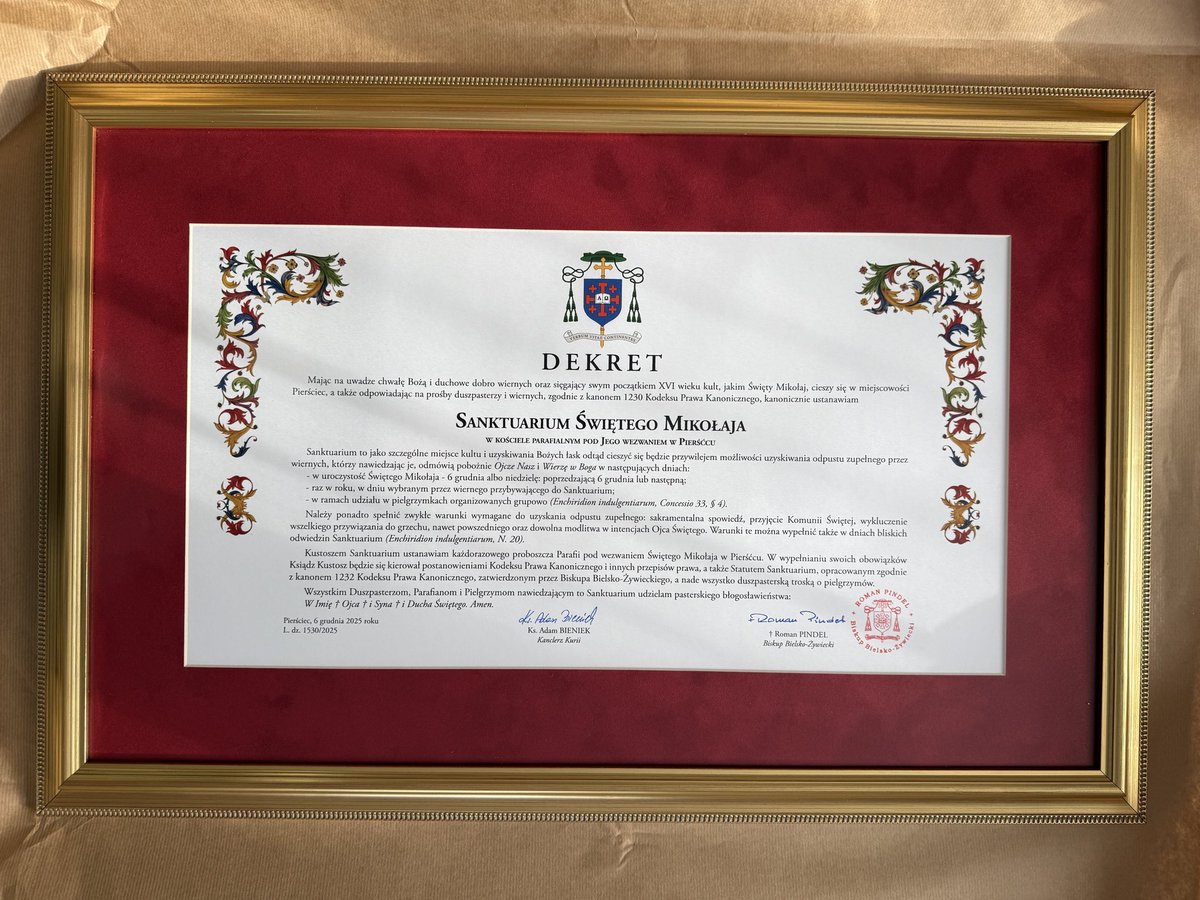 A Ω
VERBUM VITAE CONTINENTES
DEKRET
Mając na uwadze chwałę Bożą i duchowe dobro wiernych oraz sięgający swym początkiem XVI wieku kult, jakim Święty Mikołaj, cieszy się w miejscowości
Pierściec, a także odpowiadając na prośby duszpasterzy i wiernych, zgodnie z kanonem 1230 Kodeksu Prawa Kanonicznego, kanonicznie ustanawiam
Sanktuarium Świętego Mikołaja
w kościele parafialnym pod Jego wezwaniem w Pierśćcu
Sanktuarium to jako szczególne miejsce kultu i uzyskiwania Bożych łask odtąd cieszyć się będzie przywilejem możliwości uzyskiwania odpustu zupełnego przez
wiernych, którzy nawiedzając je, odmówią pobożnie Ojcze Nasz i Wierzę w Boga w następujących dniach:
- w uroczystość Świętego Mikołaja - 6 grudnia albo niedzielę: poprzedzającą 6 grudnia lub następną;
- raz w roku, w dniu wybranym przez wiernego przybywającego do Sanktuarium;
- w ramach udziału w pielgrzymkach organizowanych grupowo (Enchiridion indulgentiarum, Concessio 33, § 4).
Należy ponadto spełnić zwykłe warunki wymagane do uzyskania odpustu zupełnego: sakramentalna spowiedź, przyjęcie Komunii Świętej, wykluczenie
wszelkiego przywiązania do grzechu, nawet powszedniego oraz dowolna modlitwa w intencjach Ojca Świętego. Warunki te można wypełnić także w dniach bliskich
odwiedzin Sanktuarium (Enchiridion indulgentiarum, N. 20).
Kustoszem Sanktuarium ustanawiam każdorazowego proboszcza Parafii pod wezwaniem Świętego Mikołaja w Pierśćcu. W wypełnianiu swoich obowiązków
Ksiądz Kustosz będzie się kierował postanowieniami Kodeksu Prawa Kanonicznego i innych przepisów prawa, a także Statutem Sanktuarium, opracowanym zgodnie
z kanonem 1232 Kodeksu Prawa Kanonicznego, zatwierdzonym przez Biskupa Bielsko-Żywieckiego, a nade wszystko duszpasterską troską o pielgrzymów.
Wszystkim Duszpasterzom, Parafianom i Pielgrzymom nawiedzającym to Sanktuarium udzielam pasterskiego błogosławieństwa:
W Imię † Ojca † i Syna † i Ducha Świętego. Amen.
Pierściec, 6 grudnia 2025 roku
L. dz. 1530/2025
Ks. Adam Bieniek
Ks. Adam BIENIEK
Kanclerz Kurii
† Roman Pindel
† Roman PINDEL
Biskup Bielsko-Żywiecki
ROMAN PINDEL
Biskup Bielsko-Żywiecki